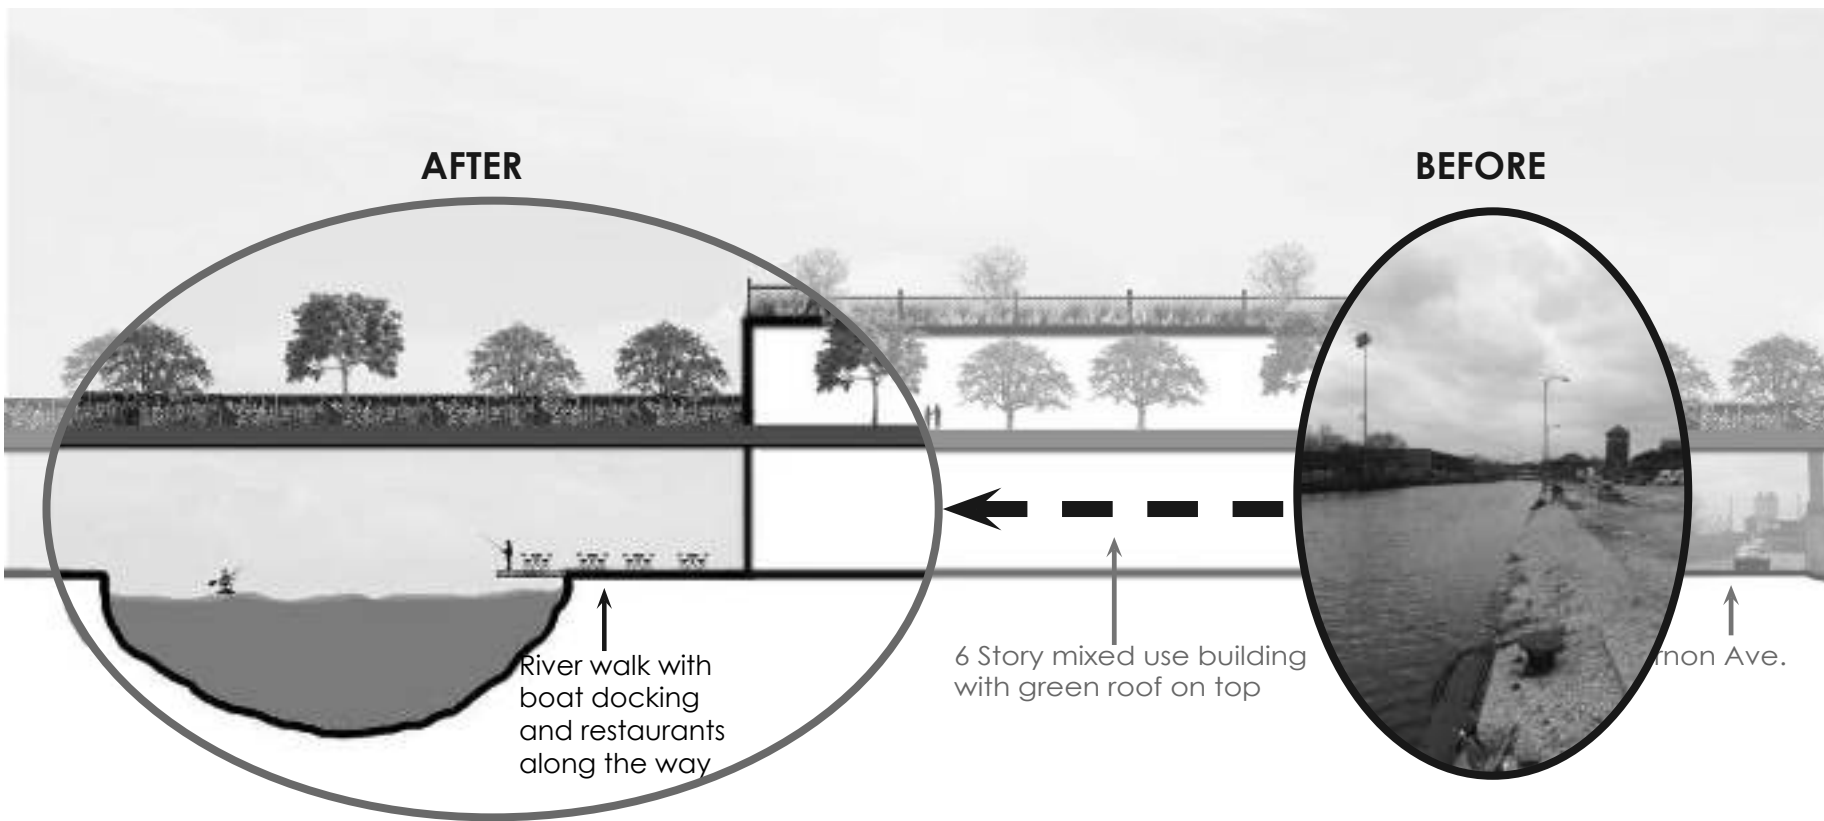 AFTER
BEFORE
River walk with
boat docking
and restaurants
along the way
6 Story mixed use building
with green roof on top
rnon Ave.